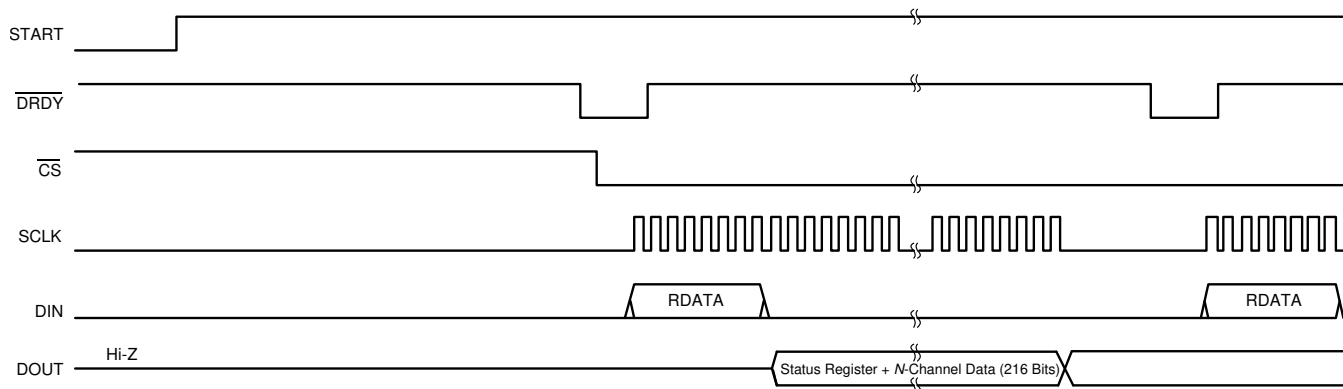 START
DRDY
CS
SCLK
DIN
RDATA
RDATA
Hi-Z
DOUT
Status Register + N-Channel Data (216 Bits)